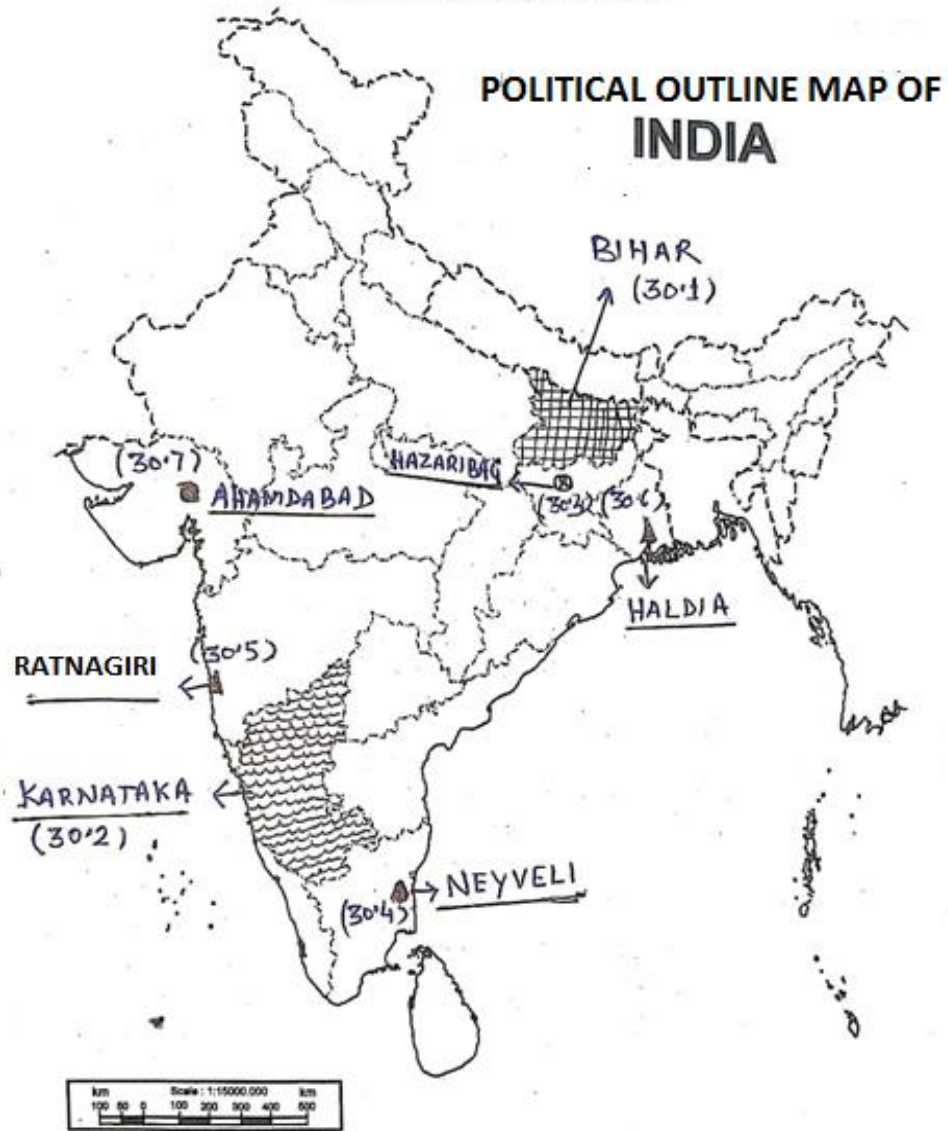 POLITICAL OUTLINE MAP OF
INDIA
BIHAR
(30.1)
(30.7)
AHAMDABAD
HAZARIBAG
(30.3)
HALDIA
(30.5)
RATNAGIRI
KARNATAKA
(30.2)
NEYVELI
(30.4)
km Scale : 1:15000.000 km
100 50 0 100 200 300 400 500